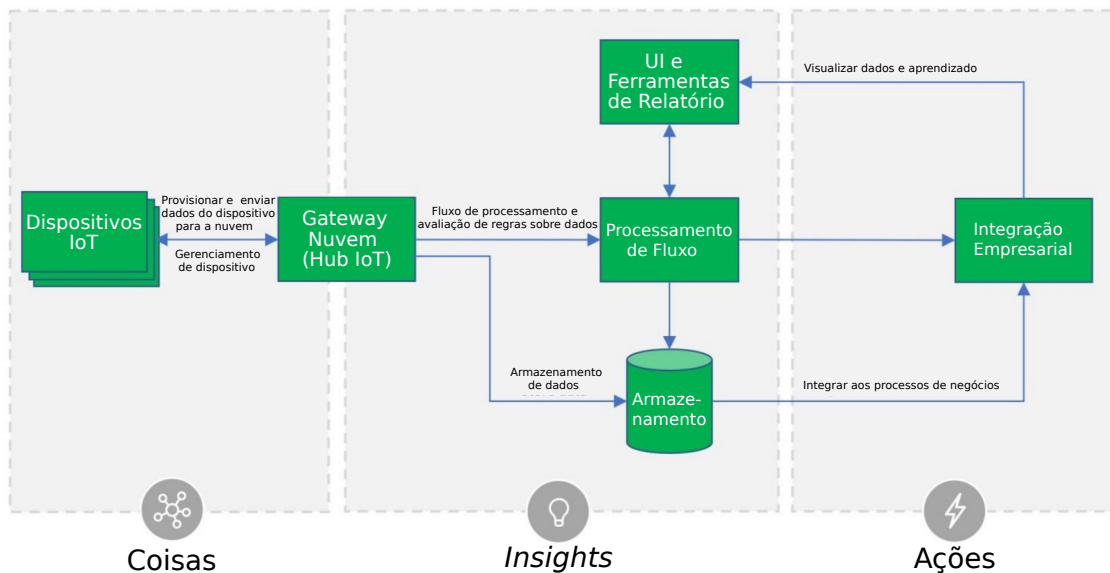 UI e
Ferramentas
de Relatório
Visualizar dados e aprendizado
Dispositivos
IoT
Provisionar e enviar
dados do dispositivo
para a nuvem
Gerenciamento
de dispositivo
Gateway
Nuvem
(Hub IoT)
Fluxo de processamento e
avaliação de regras sobre dados
Processamento
de Fluxo
Integração
Empresarial
Armazenamento
de dados
Armaze-
namento
Integrar aos processos de negócios
Coisas
Insights
Ações